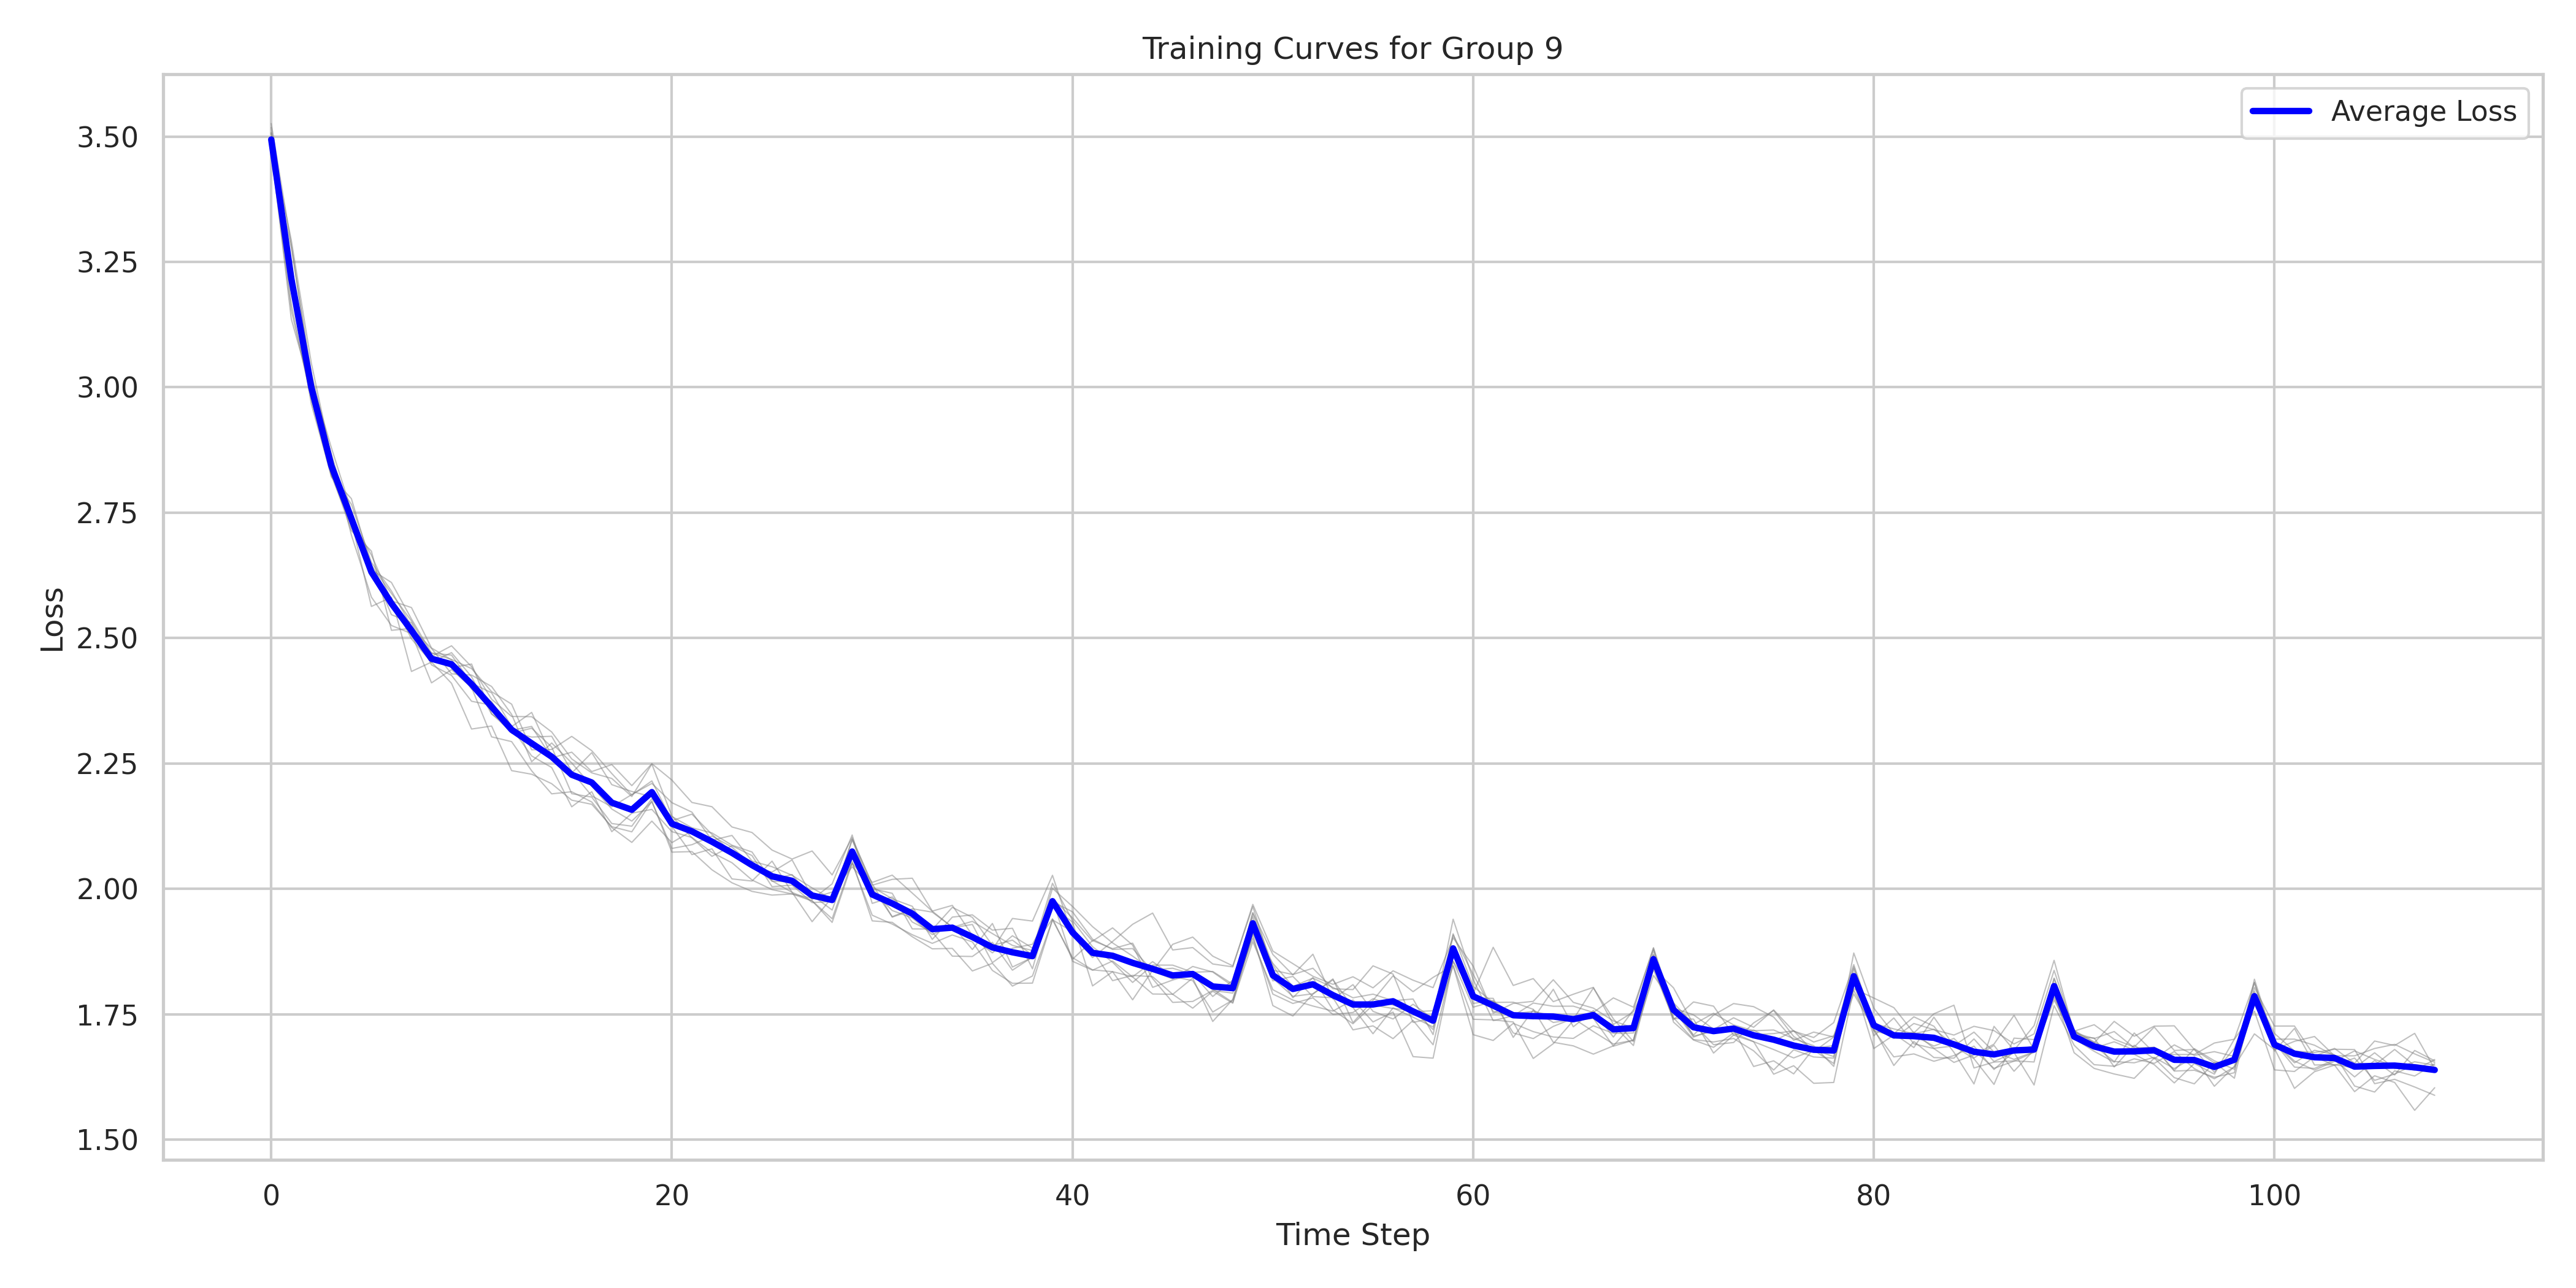 Training Curves for Group 9
Average Loss
3.50
3.25
3.00
2.75
2.50
2.25
2.00
1.75
1.50
Loss
0 20 40 60 80 100
Time Step